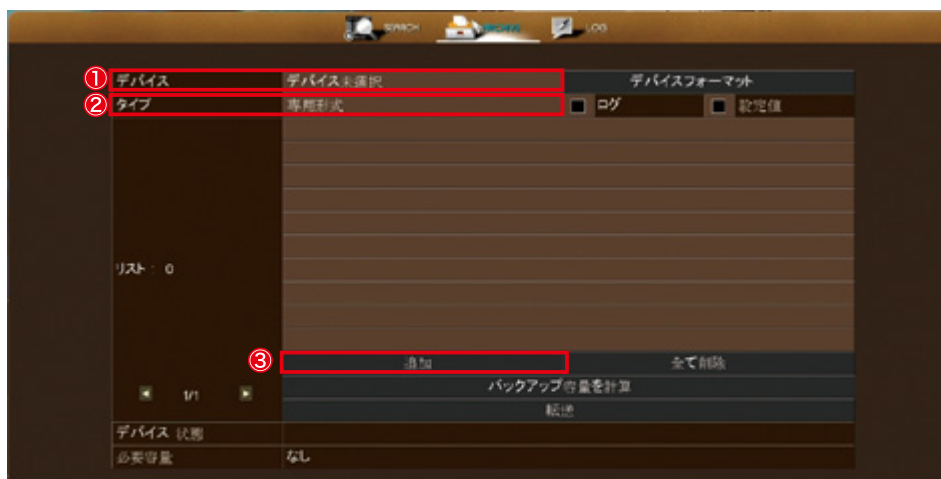 SEARCH ARCHIVE LOG
① デバイス デバイス未選択 デバイスフォーマット
② タイプ 専用形式 ログ 設定値
リスト : 0
③ 追加 全て削除
1/1 バックアップ容量を計算
転送
デバイス 状態
必要容量 なし